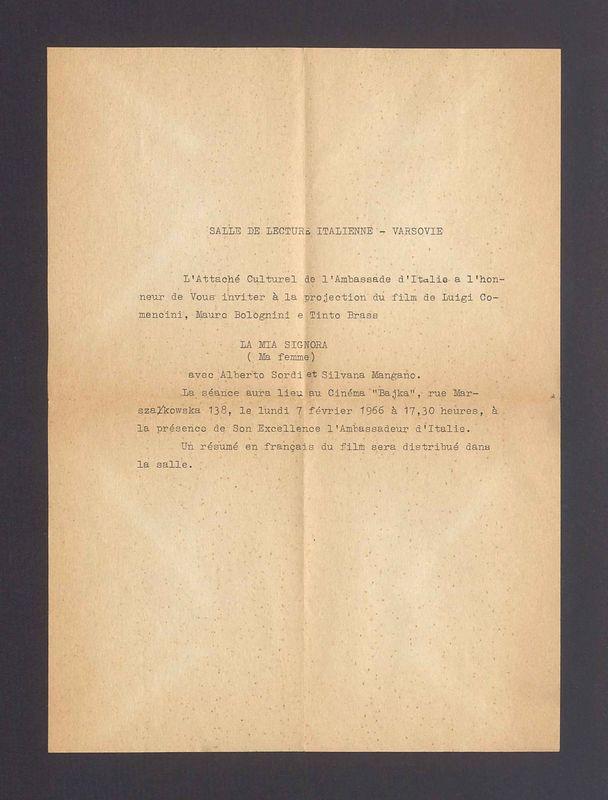 SALLE DE LECTURE ITALIENNE - VARSOVIE
L'Attaché Culturel de l'Ambassade d'Italie a l'hon-
neur de Vous inviter à la projection du film de Luigi Co-
mencini, Mauro Bolognini e Tinto Brass
LA MIA SIGNORA
( Ma femme)
avec Alberto Sordi et Silvana Mangano.
La séance aura lieu au Cinéma "Bajka", rue Mar-
szałkowska 138, le lundi 7 février 1966 à 17,30 heures, à
la présence de Son Excellence l'Ambassadeur d'Italie.
Un résumé en français du film sera distribué dans
la salle.